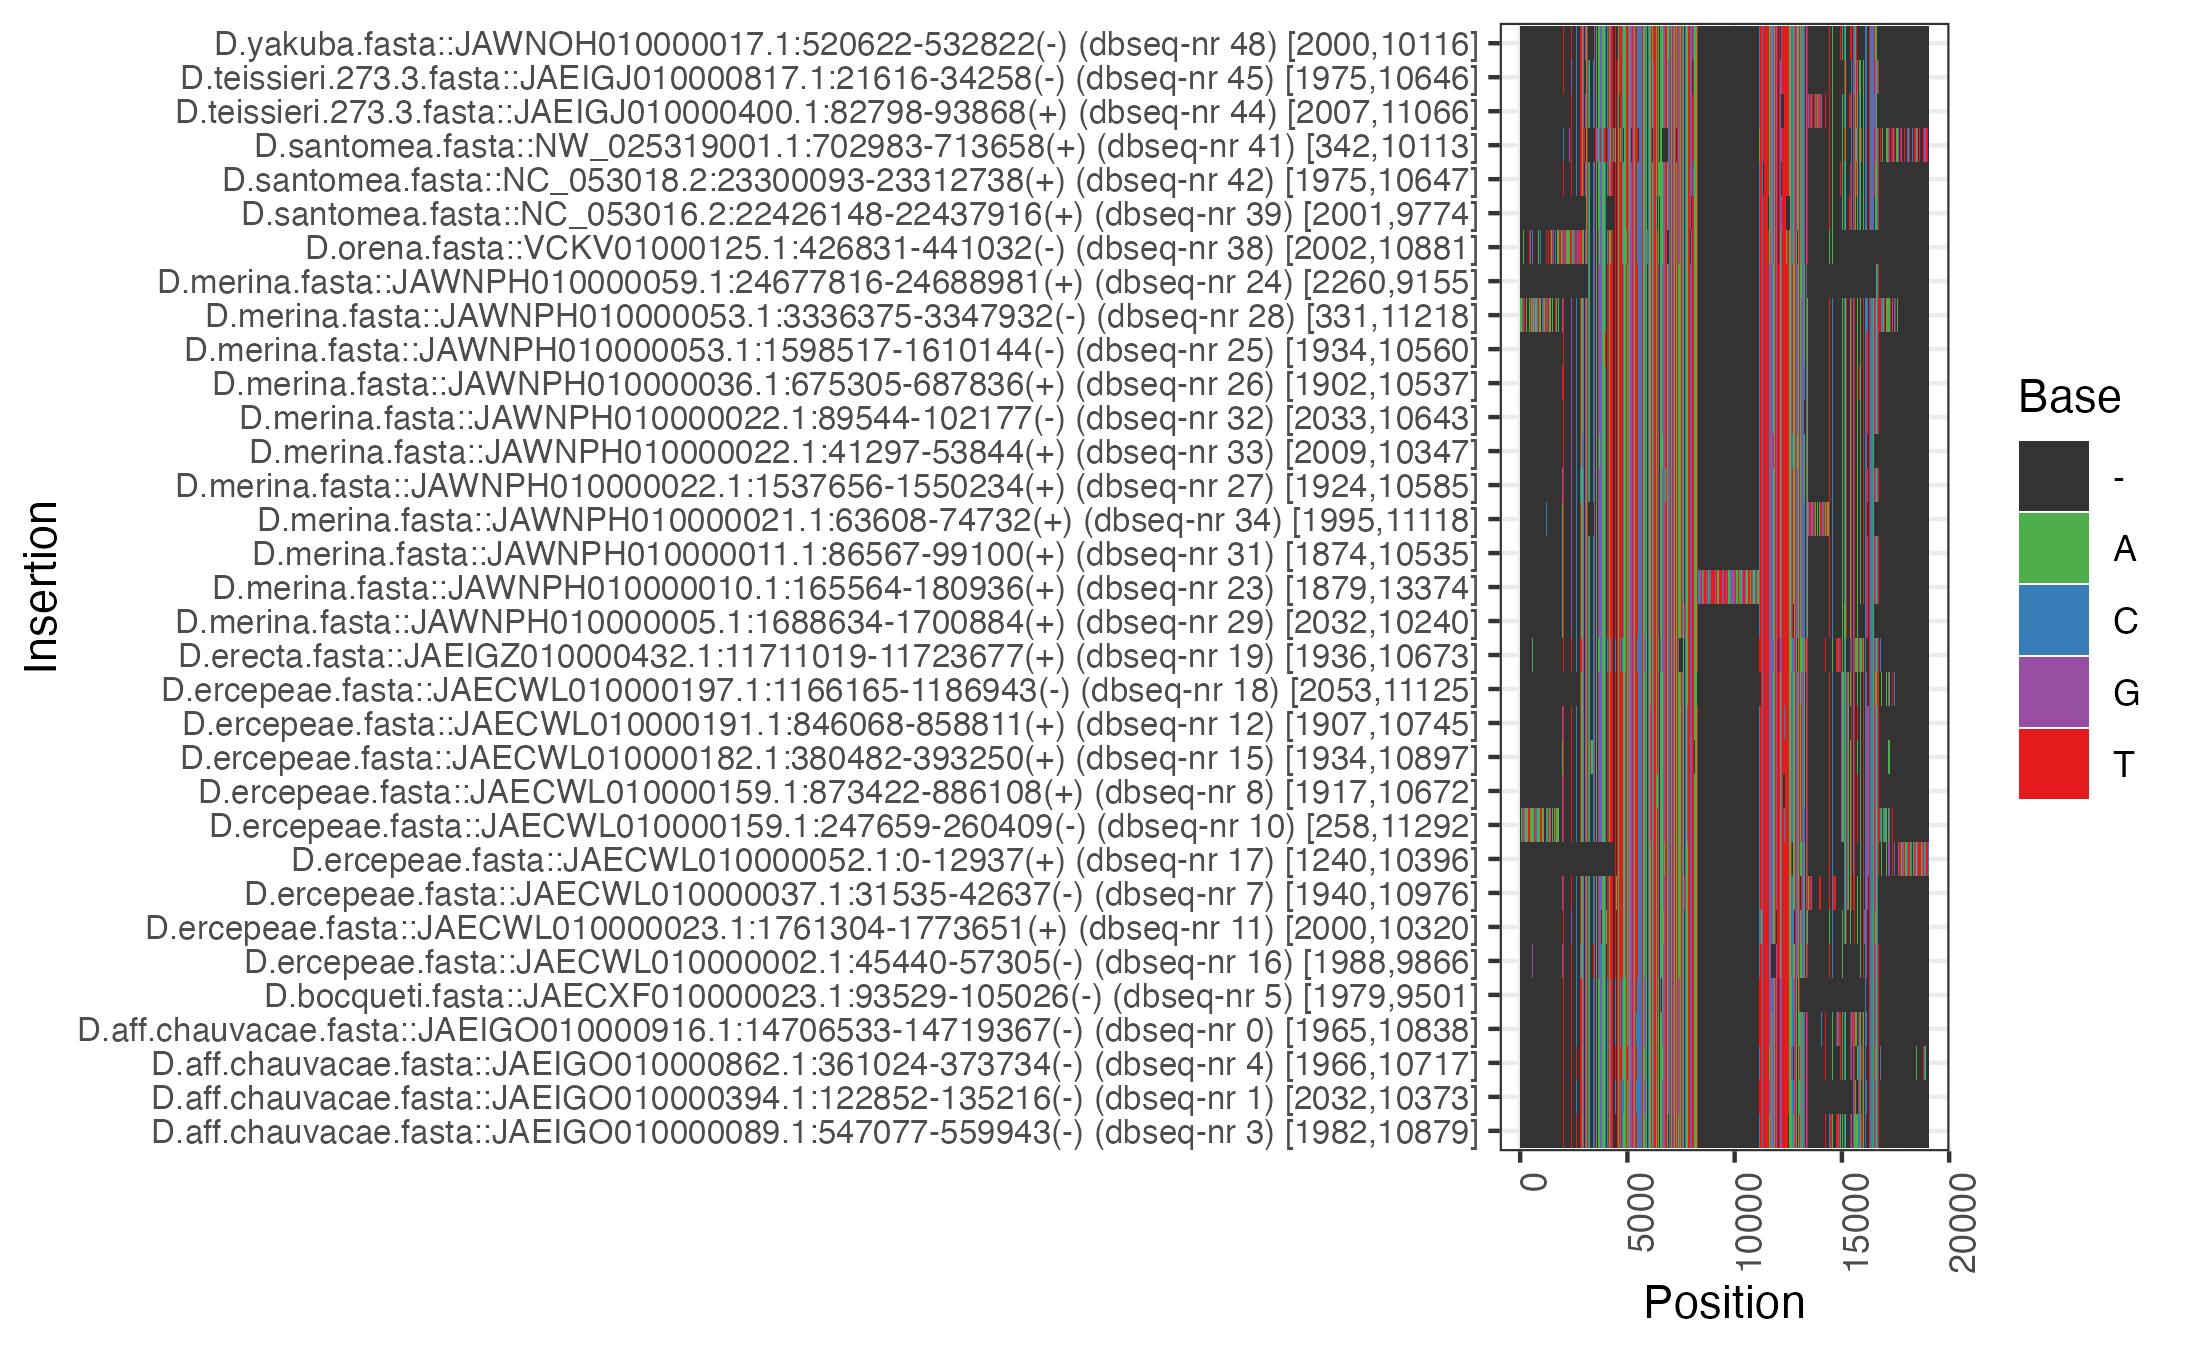 D.yakuba.fasta::JAWNOH010000017.1:520622-532822(-) (dbseq-nr 48) [2000,10116]
D.teissieri.273.3.fasta::JAEIGJ010000817.1:21616-34258(-) (dbseq-nr 45) [1975,10646]
D.teissieri.273.3.fasta::JAEIGJ010000400.1:82798-93868(+) (dbseq-nr 44) [2007,11066]
D.santomea.fasta::NW_025319001.1:702983-713658(+) (dbseq-nr 41) [342,10113]
D.santomea.fasta::NC_053018.2:23300093-23312738(+) (dbseq-nr 42) [1975,10647]
D.santomea.fasta::NC_053016.2:22426148-22437916(+) (dbseq-nr 39) [2001,9774]
D.orena.fasta::VCKV01000125.1:426831-441032(-) (dbseq-nr 38) [2002,10881]
D.merina.fasta::JAWNPH010000059.1:24677816-24688981(+) (dbseq-nr 24) [2260,9155]
D.merina.fasta::JAWNPH010000053.1:3336375-3347932(-) (dbseq-nr 28) [331,11218]
D.merina.fasta::JAWNPH010000053.1:1598517-1610144(-) (dbseq-nr 25) [1934,10560]
D.merina.fasta::JAWNPH010000036.1:675305-687836(+) (dbseq-nr 26) [1902,10537]
D.merina.fasta::JAWNPH010000022.1:89544-102177(-) (dbseq-nr 32) [2033,10643]
D.merina.fasta::JAWNPH010000022.1:41297-53844(+) (dbseq-nr 33) [2009,10347]
D.merina.fasta::JAWNPH010000022.1:1537656-1550234(+) (dbseq-nr 27) [1924,10585]
D.merina.fasta::JAWNPH010000021.1:63608-74732(+) (dbseq-nr 34) [1995,11118]
D.merina.fasta::JAWNPH010000011.1:86567-99100(+) (dbseq-nr 31) [1874,10535]
D.merina.fasta::JAWNPH010000010.1:165564-180936(+) (dbseq-nr 23) [1879,13374]
D.merina.fasta::JAWNPH010000005.1:1688634-1700884(+) (dbseq-nr 29) [2032,10240]
D.erecta.fasta::JAEIGZ010000432.1:11711019-11723677(+) (dbseq-nr 19) [1936,10673]
D.ercepeae.fasta::JAECWL010000197.1:1166165-1186943(-) (dbseq-nr 18) [2053,11125]
D.ercepeae.fasta::JAECWL010000191.1:846068-858811(+) (dbseq-nr 12) [1907,10745]
D.ercepeae.fasta::JAECWL010000182.1:380482-393250(+) (dbseq-nr 15) [1934,10897]
D.ercepeae.fasta::JAECWL010000159.1:873422-886108(+) (dbseq-nr 8) [1917,10672]
D.ercepeae.fasta::JAECWL010000159.1:247659-260409(-) (dbseq-nr 10) [258,11292]
D.ercepeae.fasta::JAECWL010000052.1:0-12937(+) (dbseq-nr 17) [1240,10396]
D.ercepeae.fasta::JAECWL010000037.1:31535-42637(-) (dbseq-nr 7) [1940,10976]
D.ercepeae.fasta::JAECWL010000023.1:1761304-1773651(+) (dbseq-nr 11) [2000,10320]
D.ercepeae.fasta::JAECWL010000002.1:45440-57305(-) (dbseq-nr 16) [1988,9866]
D.bocqueti.fasta::JAECXF010000023.1:93529-105026(-) (dbseq-nr 5) [1979,9501]
D.aff.chauvacae.fasta::JAEIGO010000916.1:14706533-14719367(-) (dbseq-nr 0) [1965,10838]
D.aff.chauvacae.fasta::JAEIGO010000862.1:361024-373734(-) (dbseq-nr 4) [1966,10717]
D.aff.chauvacae.fasta::JAEIGO010000394.1:122852-135216(-) (dbseq-nr 1) [2032,10373]
D.aff.chauvacae.fasta::JAEIGO010000089.1:547077-559943(-) (dbseq-nr 3) [1982,10879]
Insertion
0
5000
10000
15000
20000
Position
Base
-
A
C
G
T